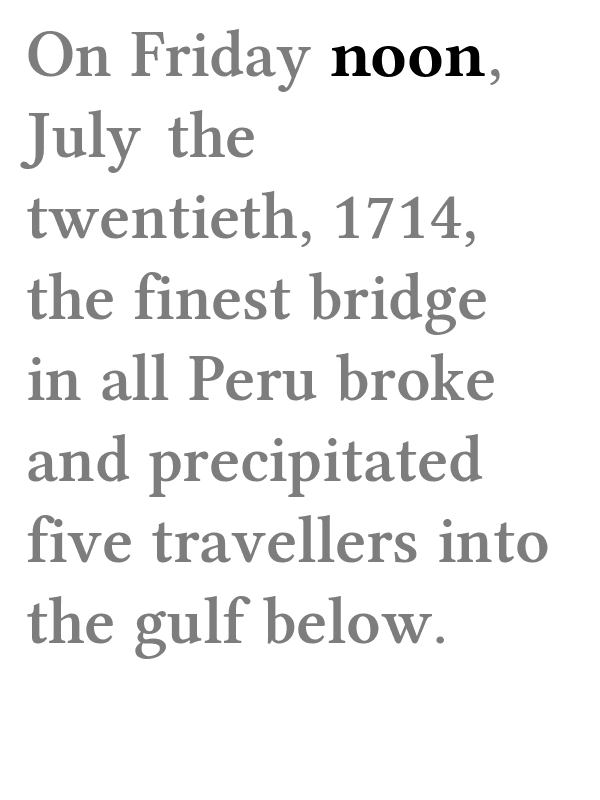 On Friday noon,
July the
twentieth, 1714,
the finest bridge
in all Peru broke
and precipitated
five travellers into
the gulf below.